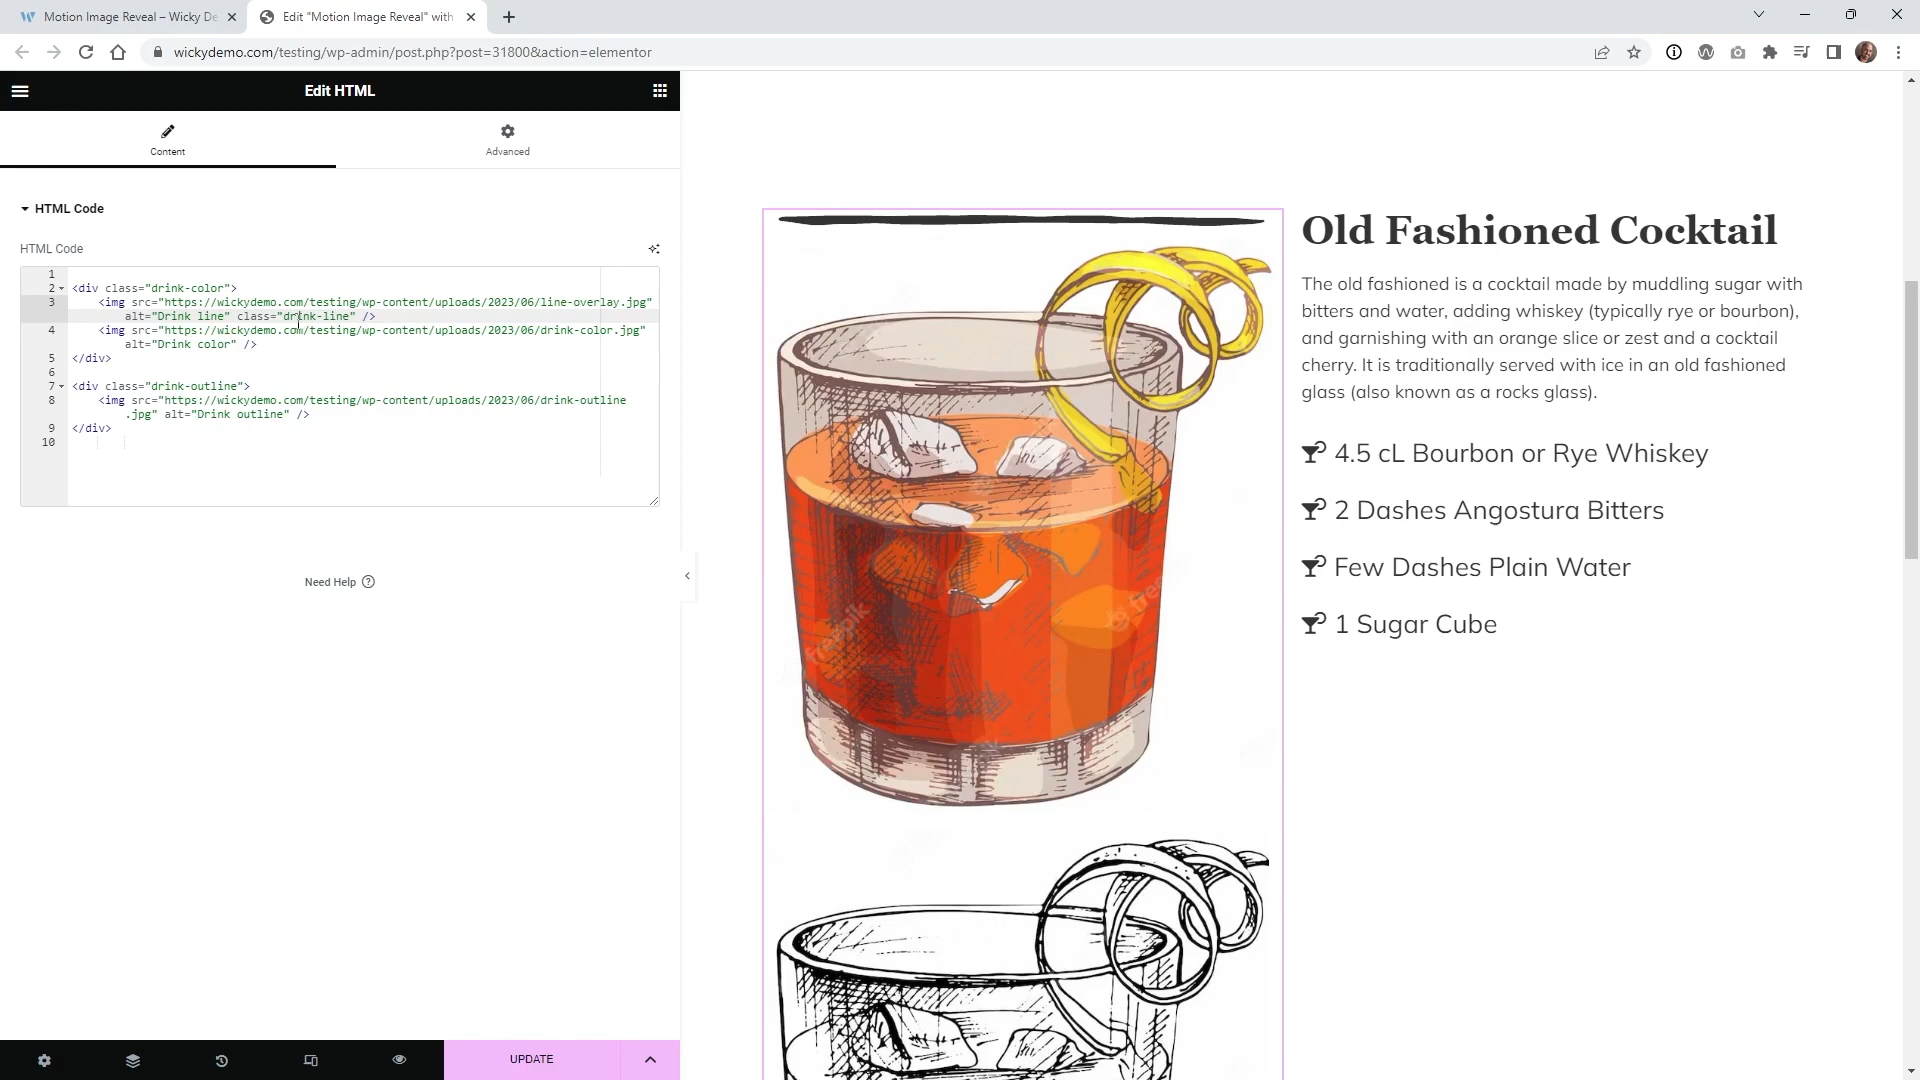 Motion Image Reveal – Wicky De
Edit "Motion Image Reveal" with
wickydemo.com/testing/wp-admin/post.php?post=31800&action=elementor
Edit HTML
Content
Advanced
HTML Code
HTML Code
1
2 <div class="drink-color">
3 <img src="https://wickydemo.com/testing/wp-content/uploads/2023/06/line-overlay.jpg"
alt="Drink line" class="drink-line" />
4 <img src="https://wickydemo.com/testing/wp-content/uploads/2023/06/drink-color.jpg"
alt="Drink color" />
5 </div>
6
7 <div class="drink-outline">
8 <img src="https://wickydemo.com/testing/wp-content/uploads/2023/06/drink-outline
.jpg" alt="Drink outline" />
9 </div>
10
Need Help
UPDATE
Old Fashioned Cocktail
The old fashioned is a cocktail made by muddling sugar with
bitters and water, adding whiskey (typically rye or bourbon),
and garnishing with an orange slice or zest and a cocktail
cherry. It is traditionally served with ice in an old fashioned
glass (also known as a rocks glass).
4.5 cL Bourbon or Rye Whiskey
2 Dashes Angostura Bitters
Few Dashes Plain Water
1 Sugar Cube
freepik